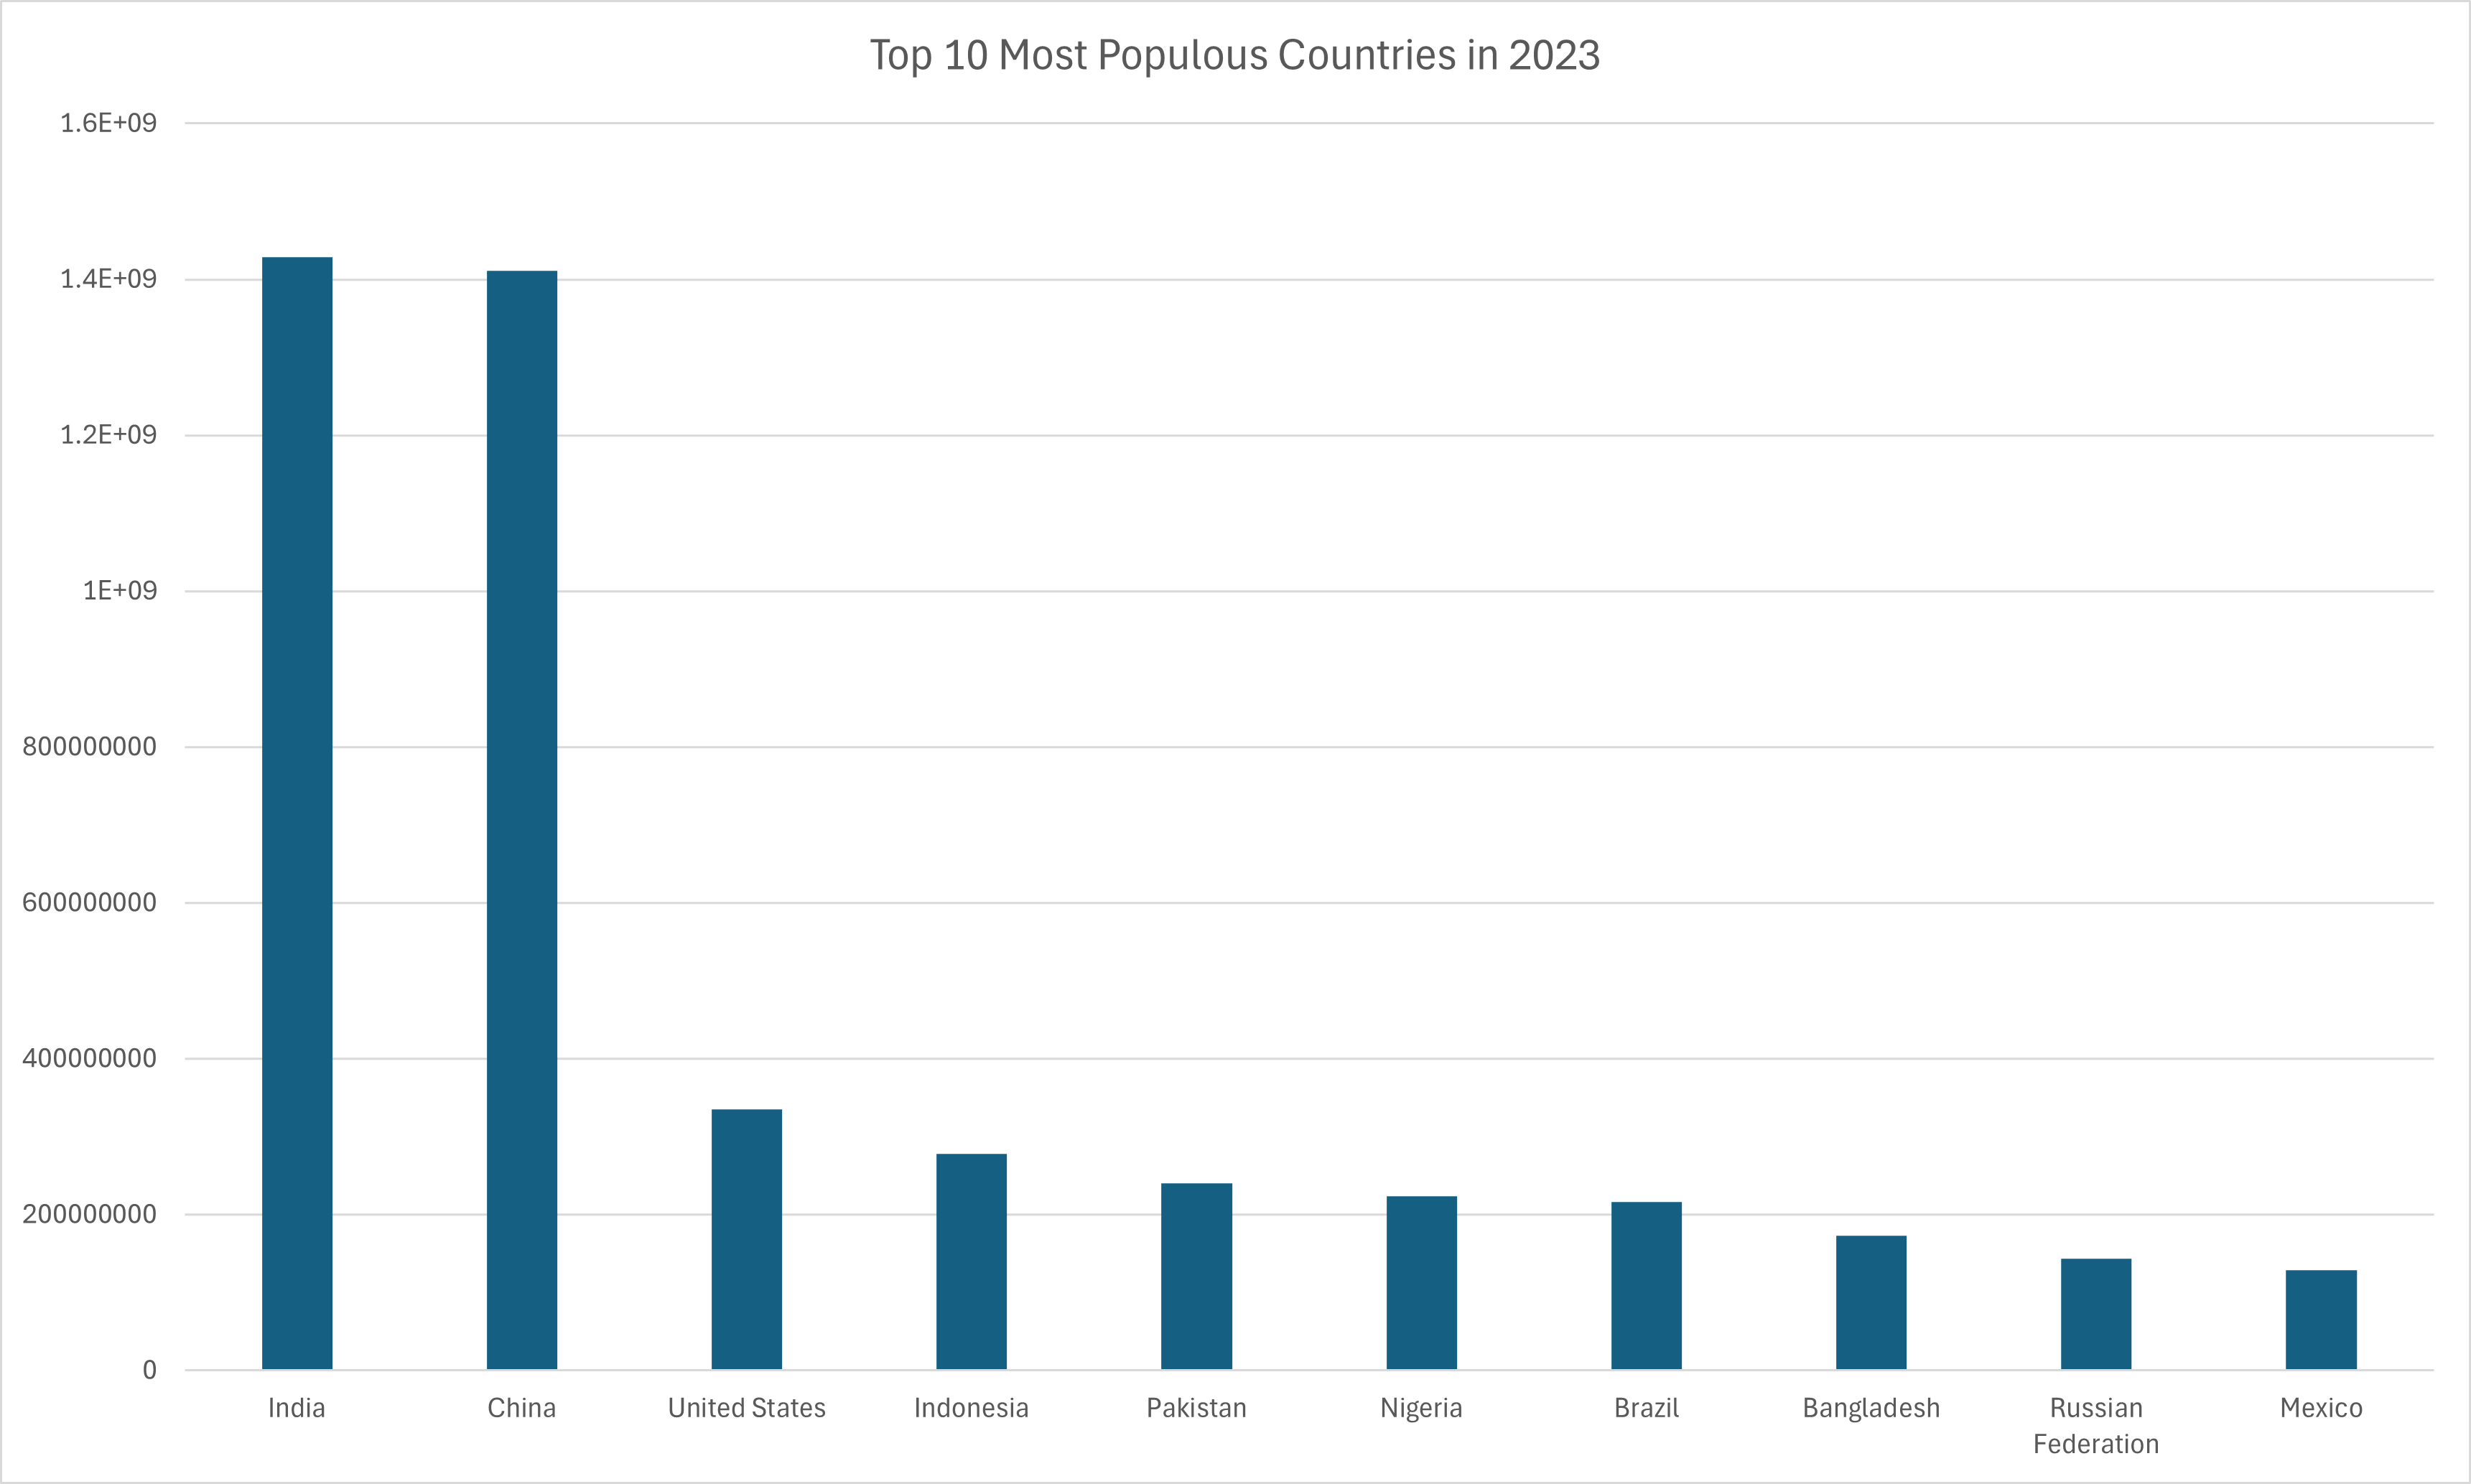 Top 10 Most Populous Countries in 2023
1.6E+09
1.4E+09
1.2E+09
1E+09
800000000
600000000
400000000
200000000
0
India
China
United States
Indonesia
Pakistan
Nigeria
Brazil
Bangladesh
Russian
Federation
Mexico